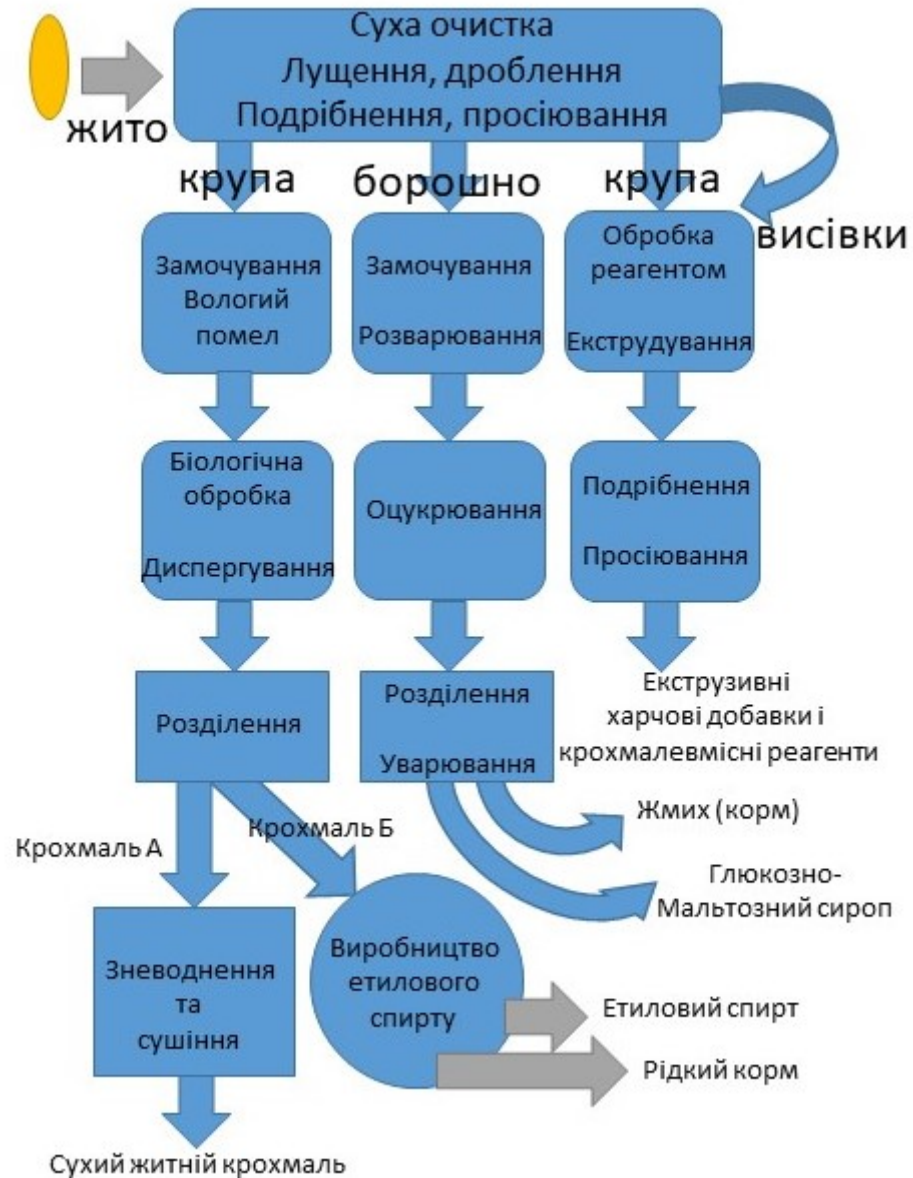 Суха очистка
Лущення, дроблення
Подрібнення, просіювання
жито
крупа
борошно
крупа
висівки
Замочування
Вологий
помел
Замочування
Розварювання
Обробка
реагентом
Екструдування
Біологічна
обробка
Диспергування
Оцукрювання
Подрібнення
Просіювання
Розділення
Розділення
Уварювання
Екструзивні
харчові добавки і
крохмалевмісні реагенти
Крохмаль А
Крохмаль Б
Жмих (корм)
Глюкозно-
Мальтозний сироп
Зневоднення
та
сушіння
Виробництво
етилового
спирту
Етиловий спирт
Рідкий корм
Сухий житній крохмаль